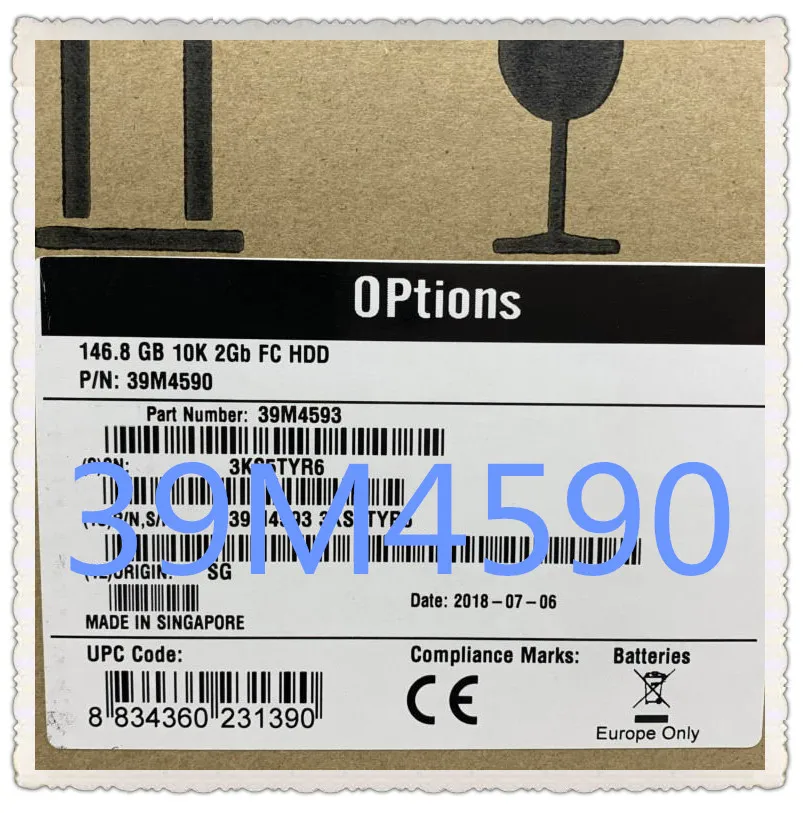 OPtions
146.8 GB 10K 2Gb FC HDD
P/N: 39M4590
Part Number: 39M4593
39M4590
SG
Date: 2018-07-06
MADE IN SINGAPORE
UPC Code:
Compliance Marks:
Batteries
8 834360 231390
CE
Europe Only